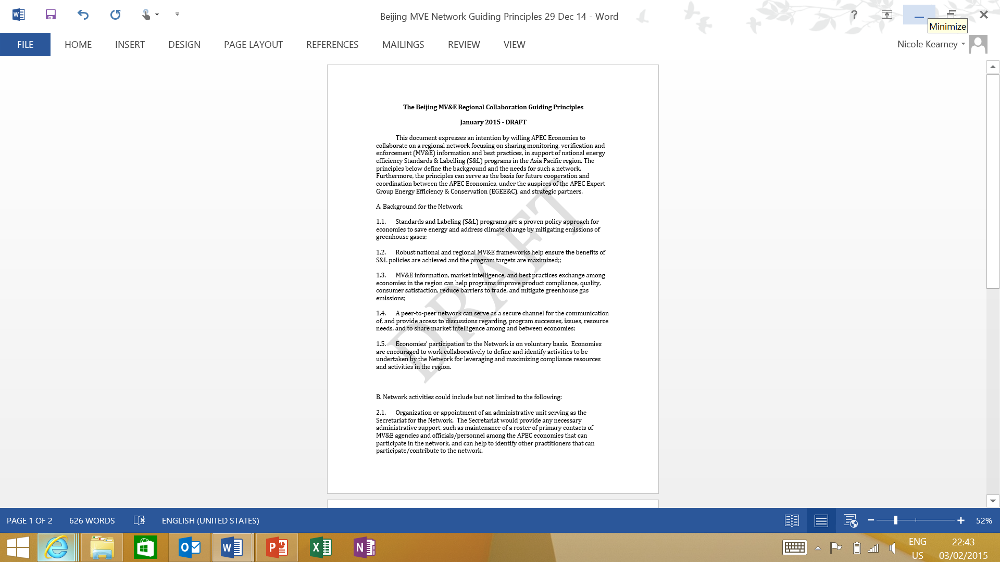 Beijing MVE Network Guiding Principles 29 Dec 14 - Word
?
Minimize
FILE HOME INSERT DESIGN PAGE LAYOUT REFERENCES MAILINGS REVIEW VIEW
Nicole Kearney
The Beijing MV&E Regional Collaboration Guiding Principles
January 2015 - DRAFT
This document expresses an intention by willing APEC Economies to
collaborate on a regional network focusing on sharing monitoring, verification and
enforcement (MV&E) information and best practices, in support of national energy
efficiency Standards & Labelling (S&L) programs in the Asia Pacific region. The
principles below define the background and the needs for such a network.
Furthermore, the principles can serve as the basis for future cooperation and
coordination between the APEC Economies, under the auspices of the APEC Expert
Group Energy Efficiency & Conservation (EGEE&C), and strategic partners.
A. Background for the Network
1.1. Standards and Labeling (S&L) programs are a proven policy approach for
economies to save energy and address climate change by mitigating emissions of
greenhouse gases;
1.2. Robust national and regional MV&E frameworks help ensure the benefits of
S&L policies are achieved and the program targets are maximized;;
1.3. MV&E information, market intelligence, and best practices exchange among
economies in the region can help programs improve product compliance, quality,
consumer satisfaction, reduce barriers to trade, and mitigate greenhouse gas
emissions;
1.4. A peer-to-peer network can serve as a secure channel for the communication
of, and provide access to discussions regarding, program successes, issues, resource
needs, and to share market intelligence among and between economies;
1.5. Economies’ participation to the Network is on voluntary basis. Economies
are encouraged to work collaboratively to define and identify activities to be
undertaken by the Network for leveraging and maximizing compliance resources
and activities in the region.
B. Network activities could include but not limited to the following:
2.1. Organization or appointment of an administrative unit serving as the
Secretariat for the Network. The Secretariat would provide any necessary
administrative support, such as maintenance of a roster of primary contacts of
MV&E agencies and officials/personnel among the APEC economies that can
participate in the network, and can help to identify other practitioners that can
participate/contribute to the network.
DRAFT
PAGE 1 OF 2 626 WORDS ENGLISH (UNITED STATES) 52%
ENG 22:43
US 03/02/2015